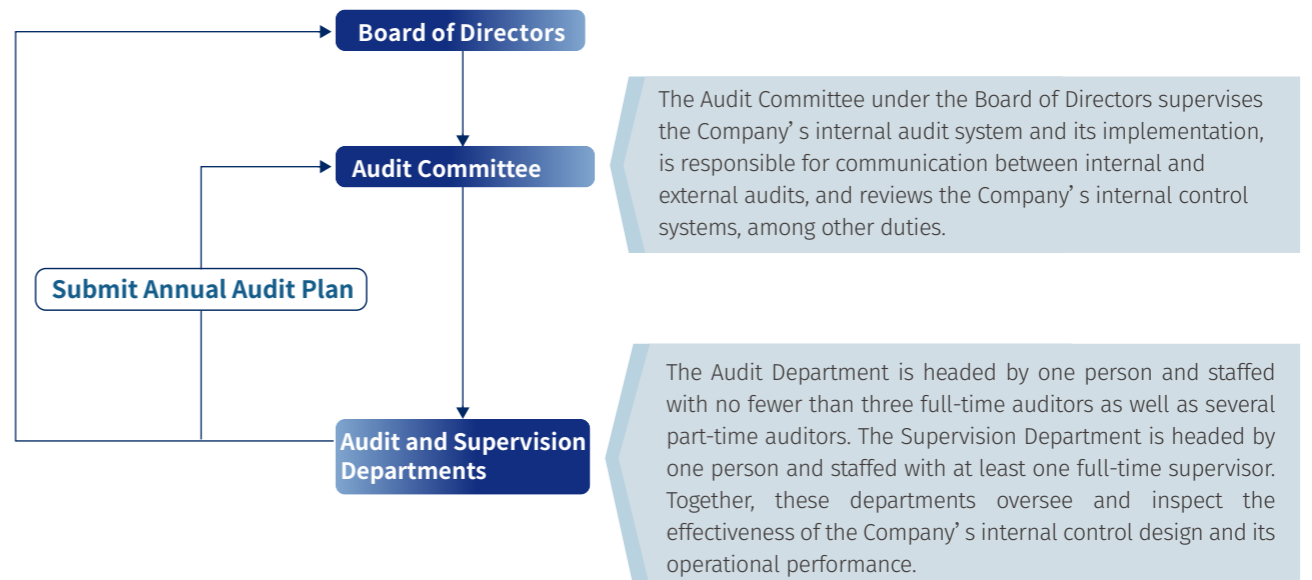 Board of Directors
The Audit Committee under the Board of Directors supervises
the Company’ s internal audit system and its implementation,
is responsible for communication between internal and
external audits, and reviews the Company’ s internal control
systems, among other duties.
Audit Committee
Submit Annual Audit Plan
Audit and Supervision
Departments
The Audit Department is headed by one person and staffed
with no fewer than three full-time auditors as well as several
part-time auditors. The Supervision Department is headed by
one person and staffed with at least one full-time supervisor.
Together, these departments oversee and inspect the
effectiveness of the Company’ s internal control design and its
operational performance.